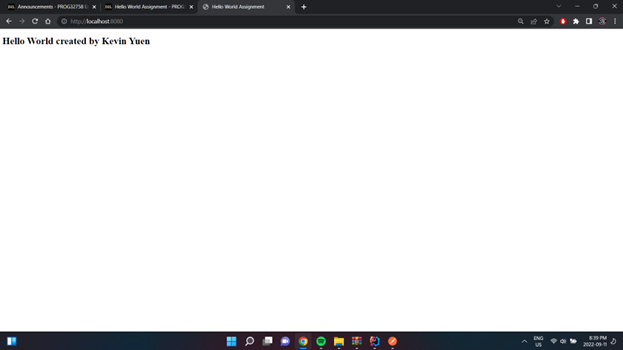 Announcements - PROG32758
Hello World Assignment - PROG
Hello World Assignment
http://localhost:8080
Hello World created by Kevin Yuen
ENG
US
8:39 PM
2022-09-11